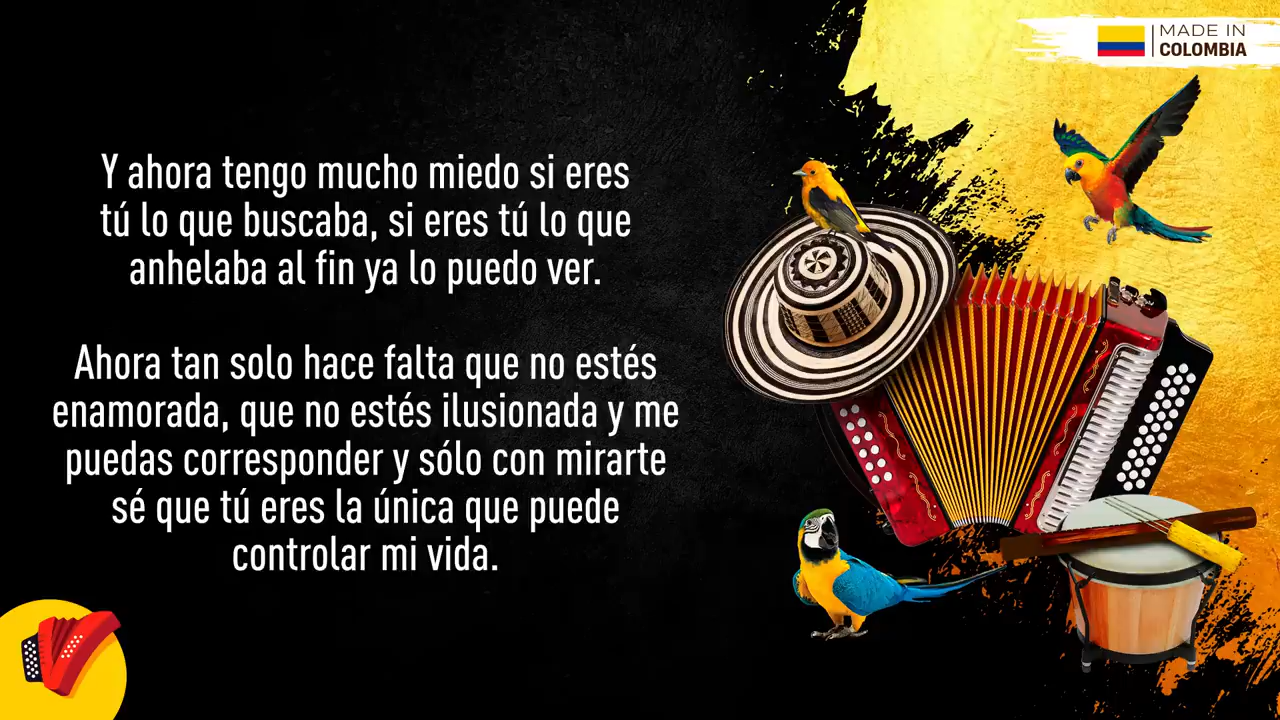 MADE IN
COLOMBIA
Y ahora tengo mucho miedo si eres
tú lo que buscaba, si eres tú lo que
anhelaba al fin ya lo puedo ver.
Ahora tan solo hace falta que no estés
enamorada, que no estés ilusionada y me
puedas corresponder y sólo con mirarte
sé que tú eres la única que puede
controlar mi vida.